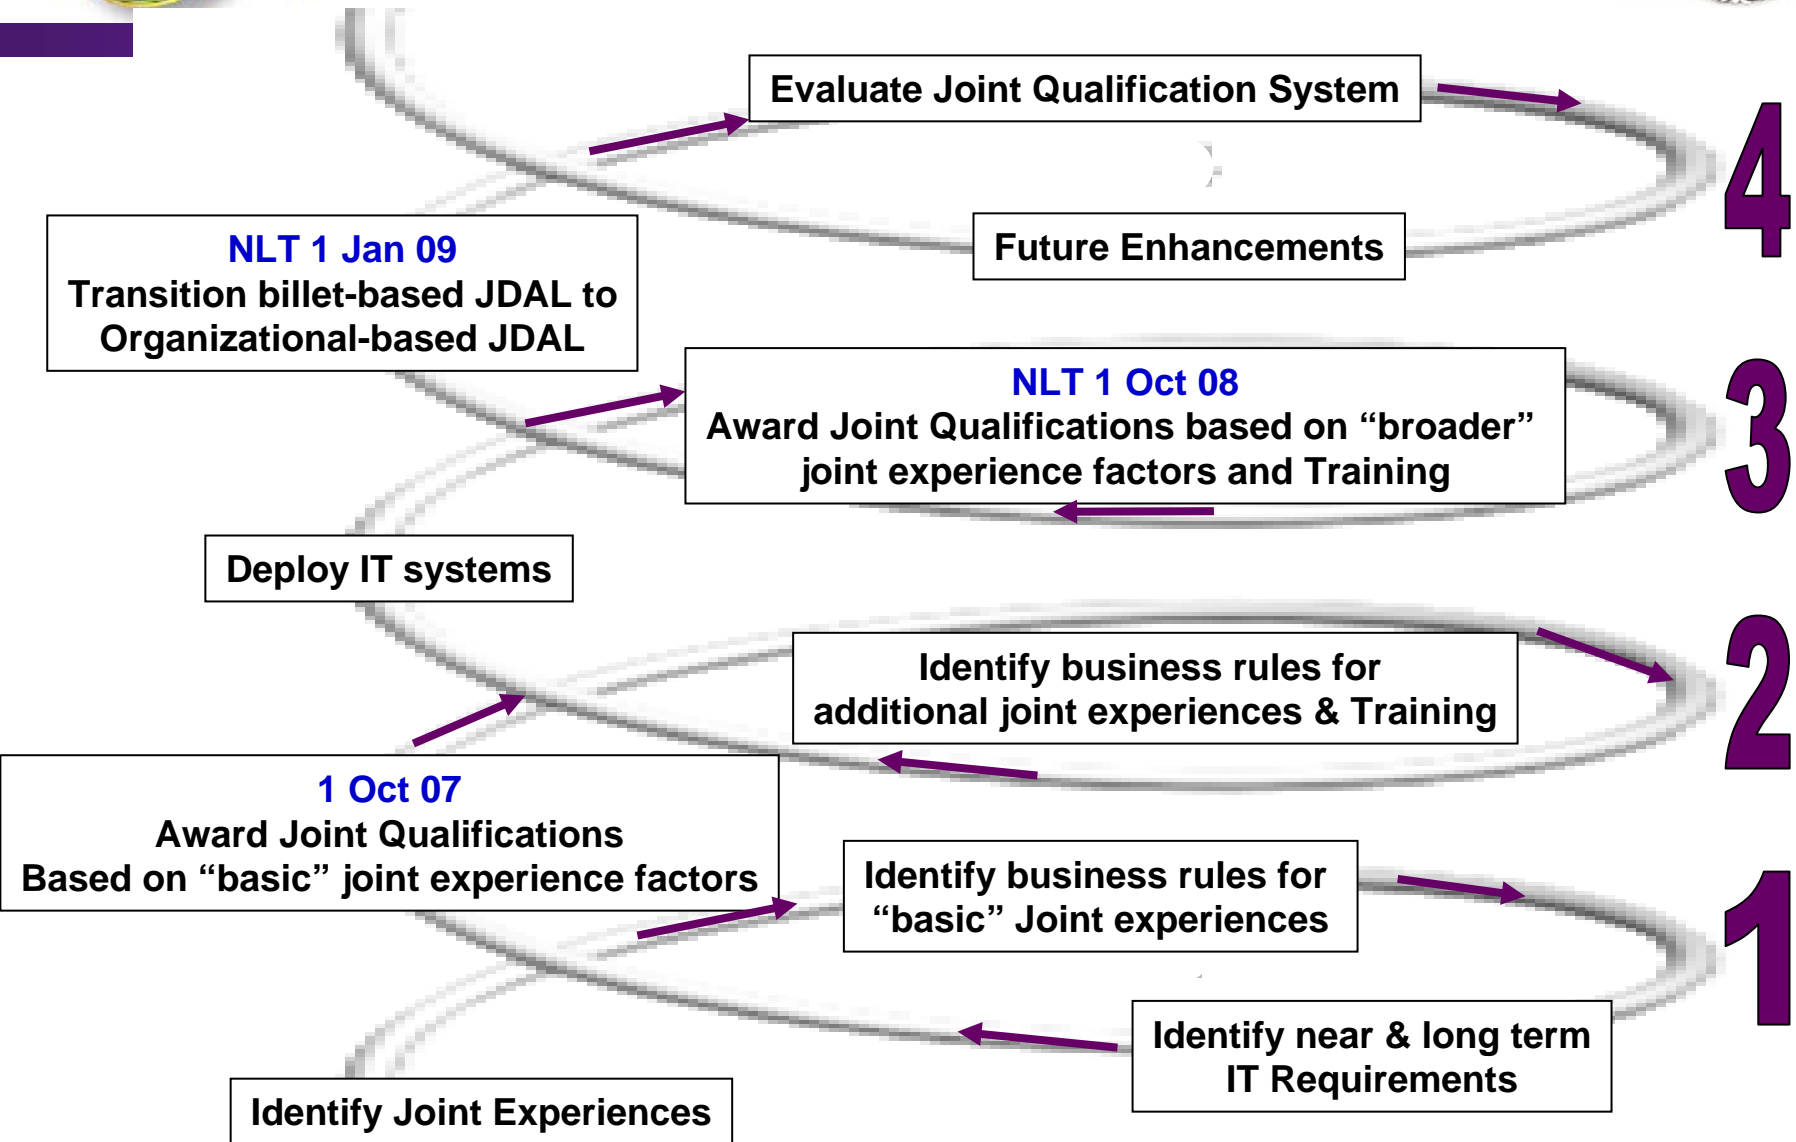 Evaluate Joint Qualification System
4
NLT 1 Jan 09
Transition billet-based JDAL to
Organizational-based JDAL
Future Enhancements
NLT 1 Oct 08
Award Joint Qualifications based on “broader”
joint experience factors and Training
3
Deploy IT systems
Identify business rules for
additional joint experiences & Training
2
1 Oct 07
Award Joint Qualifications
Based on “basic” joint experience factors
Identify business rules for
“basic” Joint experiences
1
Identify near & long term
IT Requirements
Identify Joint Experiences